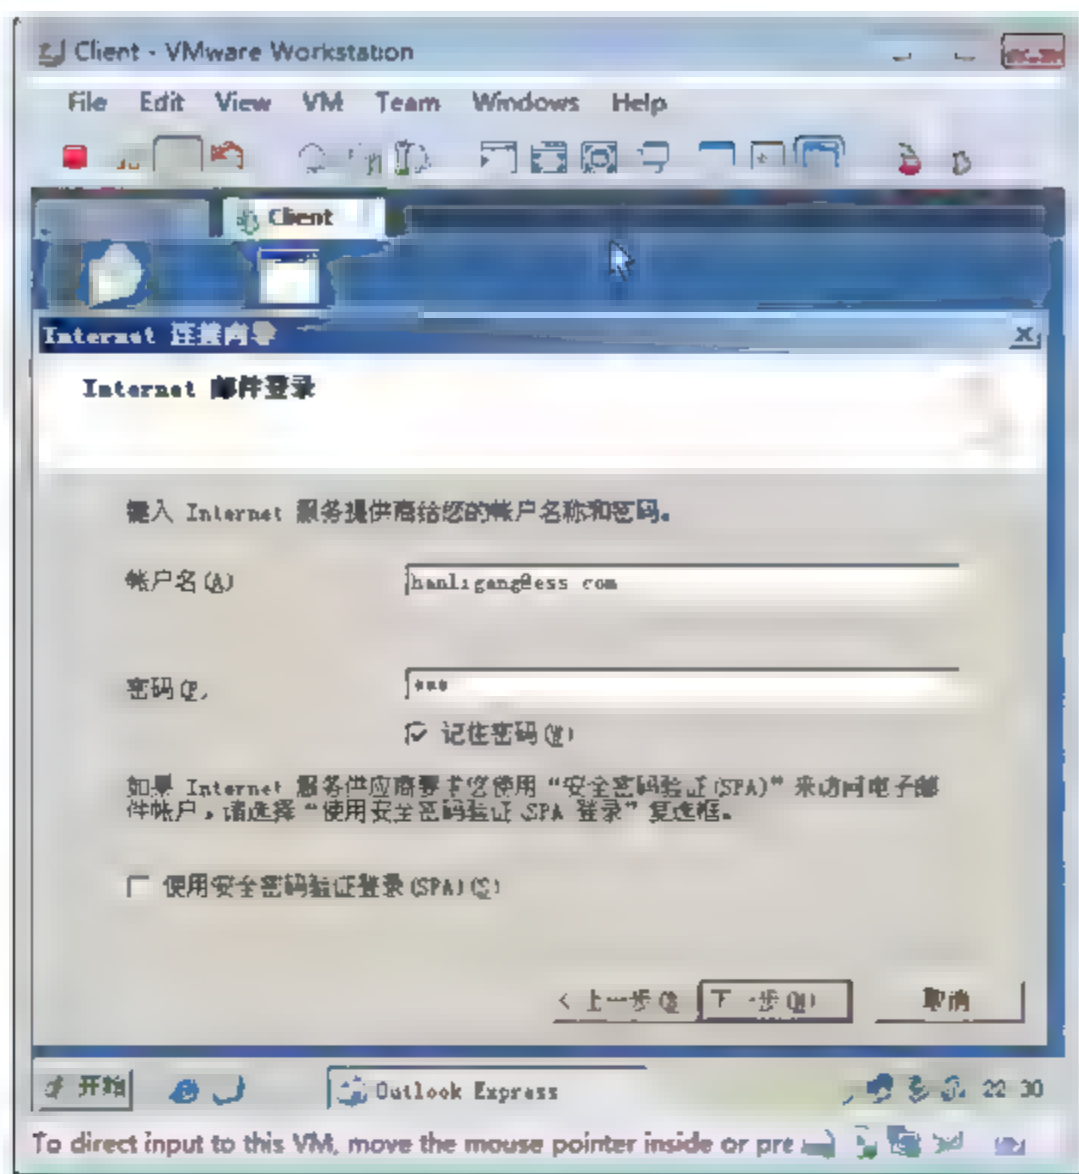 Client - VMware Workstation
File Edit View VM Team Windows Help
Client
Internet 连接向导
Internet 邮件登录
键入 Internet 服务提供商给您的帐户名称和密码。
帐户名(A)
hanligang@ess com
密码(P)
***
记住密码(W)
如果 Internet 服务供应商要求您使用“安全密码验证(SPA)”来访问电子邮
件帐户,请选择“使用安全密码验证 SPA 登录”复选框。
使用安全密码验证登录(SPA)(S)
< 上一步(B) 下一步(N) 取消
开始 Outlook Express 22 30
To direct input to this VM, move the mouse pointer inside or pre